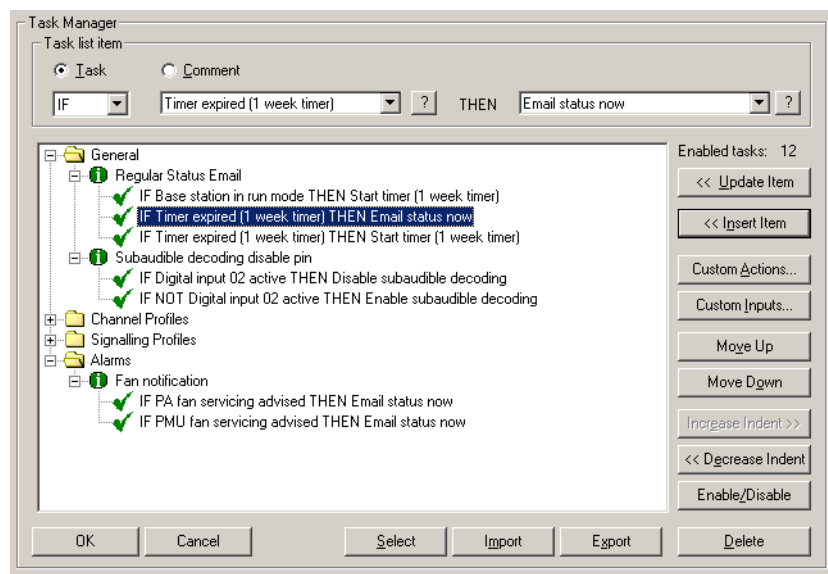 Task Manager
Task list item
Task Comment
IF Timer expired (1 week timer) ? THEN Email status now ?
Enabled tasks: 12
General
Regular Status Email
IF Base station in run mode THEN Start timer (1 week timer)
IF Timer expired (1 week timer) THEN Email status now
IF Timer expired (1 week timer) THEN Start timer (1 week timer)
Subaudible decoding disable pin
IF Digital input 02 active THEN Disable subaudible decoding
IF NOT Digital input 02 active THEN Enable subaudible decoding
Channel Profiles
Signalling Profiles
Alarms
Fan notification
IF PA fan servicing advised THEN Email status now
IF PMU fan servicing advised THEN Email status now
<< Update Item
<< Insert Item
Custom Actions...
Custom Inputs...
Move Up
Move Down
Increase Indent >>
<< Decrease Indent
Enable/Disable
OK Cancel Select Import Export Delete